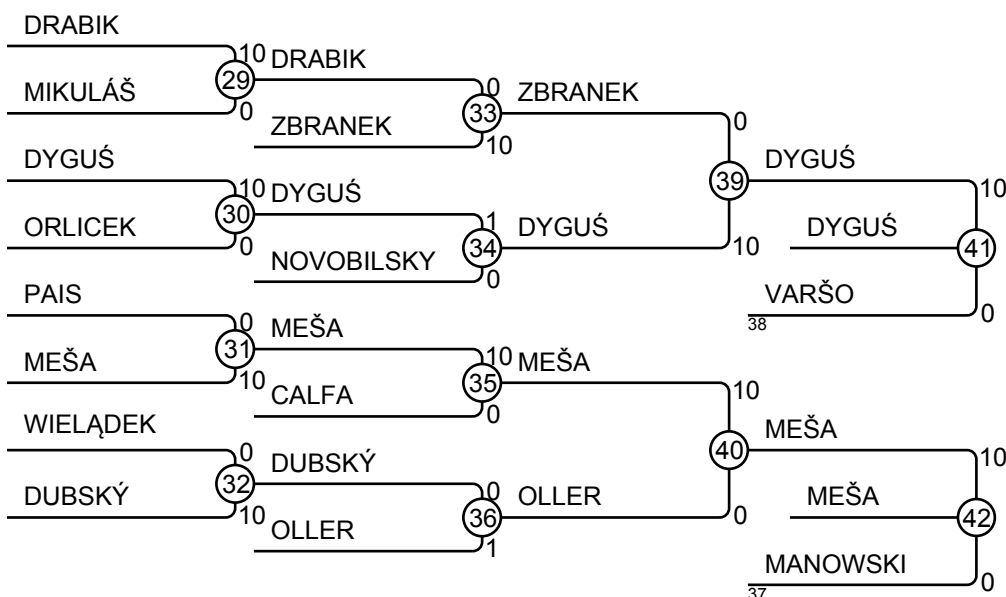 DRABIK
10
DRABIK
29
0
ZBRANEK
MIKULÁŠ
0
33
ZBRANEK
10
0
DYGUŚ
39
DYGUŚ
10
DYGUŚ
10
30
1
DYGUŚ
DYGUŚ
10
ORLICEK
0
34
41
NOVOBILSKY
0
PAIS
VARŠO
38
0
0
MEŠA
31
10
MEŠA
MEŠA
10
35
10
CALFA
0
WIELĄDEK
MEŠA
0
40
10
DUBSKÝ
32
0
OLLER
MEŠA
DUBSKÝ
10
36
0
42
OLLER
1
MANOWSKI
37
0